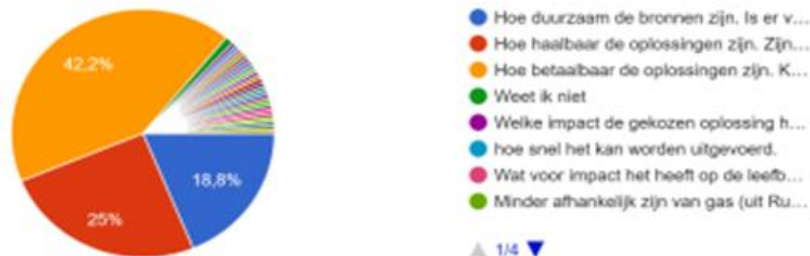 42,2%
25%
18,8%
Hoe duurzaam de bronnen zijn. Is er v...
Hoe haalbaar de oplossingen zijn. Zijn...
Hoe betaalbaar de oplossingen zijn. K...
Weet ik niet
Welke impact de gekozen oplossing h...
hoe snel het kan worden uitgevoerd.
Wat voor impact het heeft op de leefb...
Minder afhankelijk zijn van gas (uit Ru...
1/4